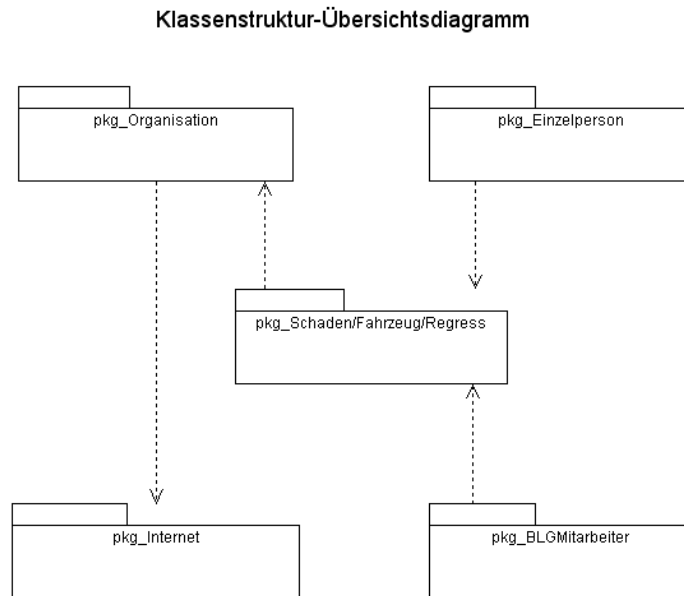 Klassenstruktur-Übersichtsdiagramm
pkg_Organisation
pkg_Einzelperson
pkg_Schaden/Fahrzeug/Regress
pkg_Internet
pkg_BLGMitarbeiter